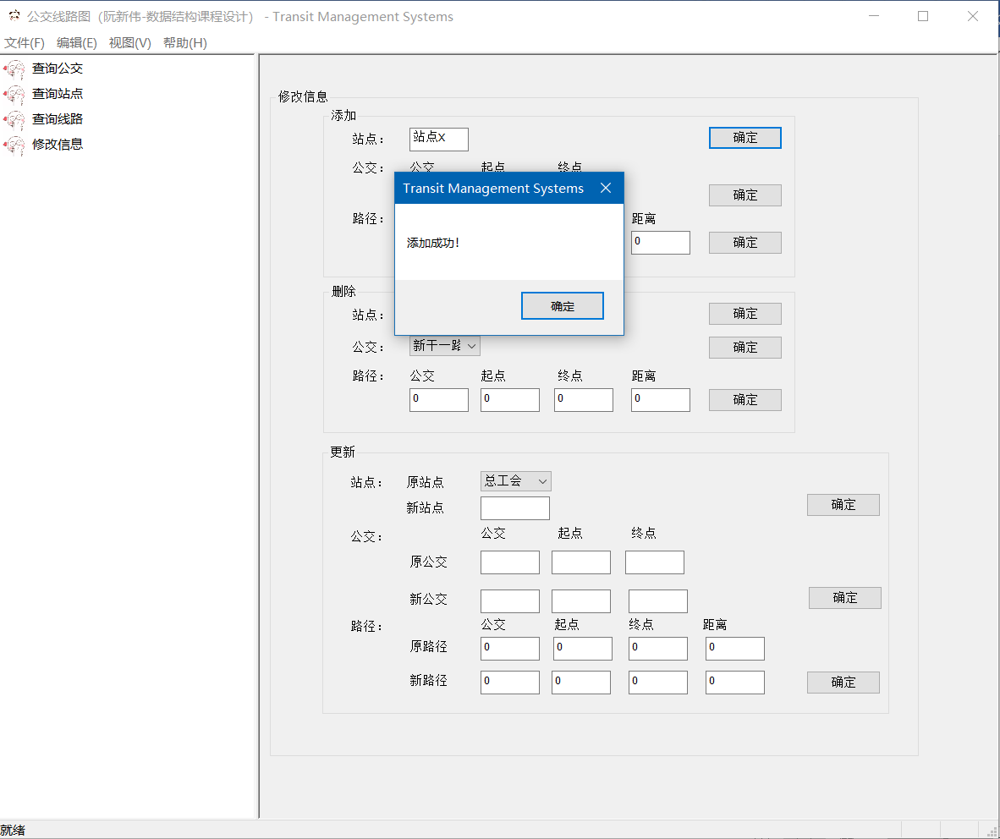 公交线路图（阮新伟-数据结构课程设计） - Transit Management Systems
文件(F) 编辑(E) 视图(V) 帮助(H)
查询公交
查询站点
查询线路
修改信息
修改信息
添加
站点： 站点X 确定
公交： 公交 起点 终点
确定
路径： 距离
0 确定
Transit Management Systems
添加成功！
确定
删除
站点： 确定
公交： 新干一路 确定
路径： 公交 起点 终点 距离
0 0 0 0 确定
更新
站点： 原站点 总工会
新站点 确定
公交： 公交 起点 终点
原公交
新公交 确定
路径： 公交 起点 终点 距离
原路径 0 0 0 0
新路径 0 0 0 0 确定
就绪